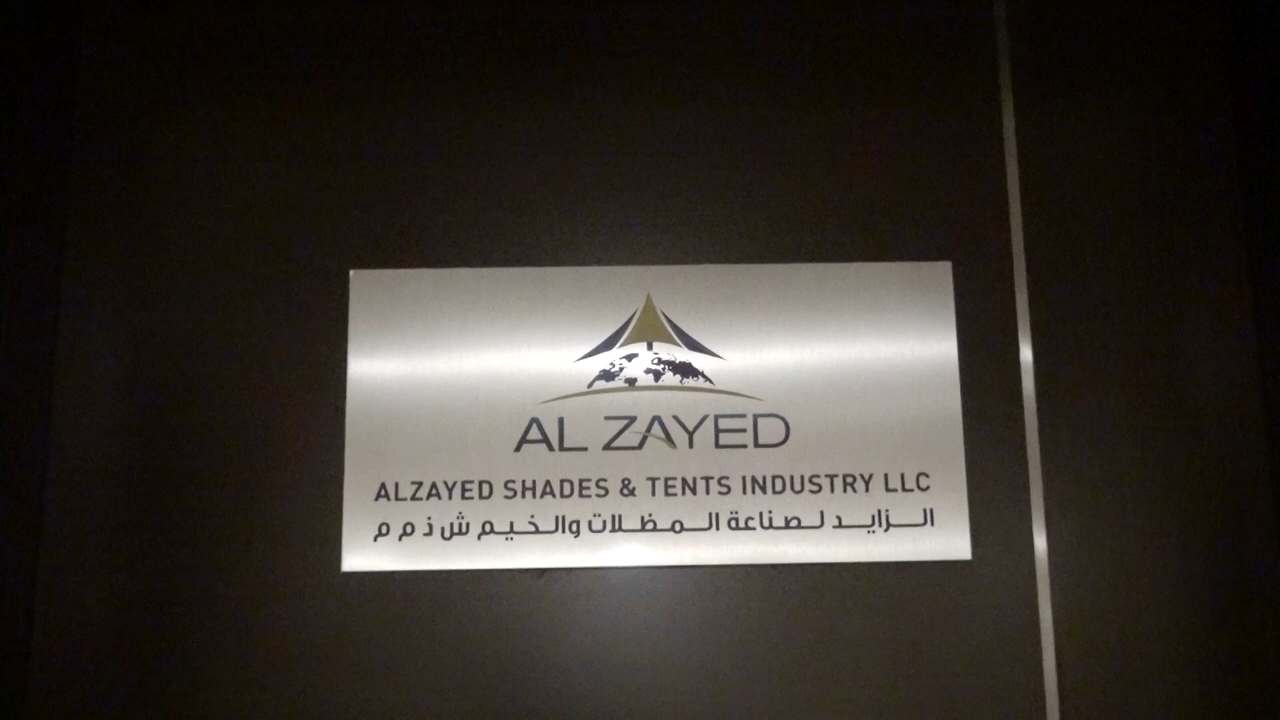 AL ZAYED
ALZAYED SHADES & TENTS INDUSTRY LLC
الزايد لصناعة المظلات والخيم ش ذ م م